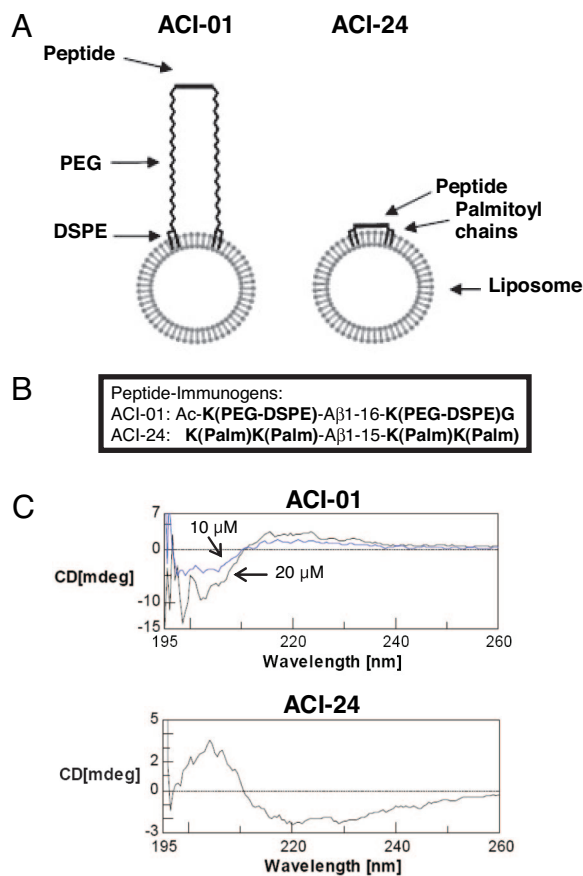 A
ACI-01
ACI-24
Peptide
PEG
DSPE
Peptide
Palmitoyl
chains
Liposome
B
Peptide-Immunogens:
ACI-01: Ac-K(PEG-DSPE)-Aβ1-16-K(PEG-DSPE)G
ACI-24: K(Palm)K(Palm)-Aβ1-15-K(Palm)K(Palm)
C
ACI-01
7
10 μM
0
CD[mdeg]
20 μM
-10
-15
195 220 240 260
Wavelength [nm]
ACI-24
5
CD[mdeg]
0
-3
195 220 240 260
Wavelength [nm]